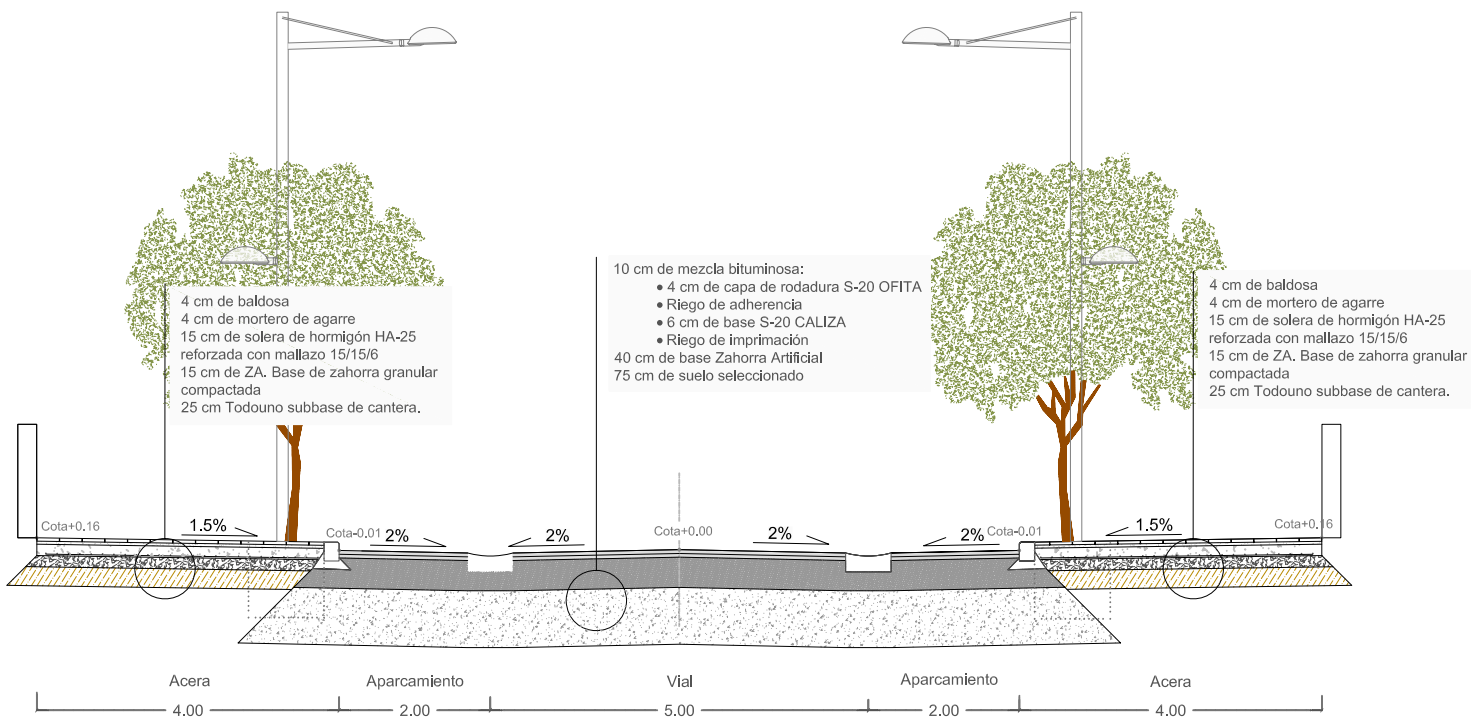 10 cm de mezcla bituminosa:
• 4 cm de capa de rodadura S-20 OFITA
• Riego de adherencia
• 6 cm de base S-20 CALIZA
• Riego de imprimación
40 cm de base Zahorra Artificial
75 cm de suelo seleccionado
4 cm de baldosa
4 cm de mortero de agarre
15 cm de solera de hormigón HA-25
reforzada con mallazo 15/15/6
15 cm de ZA. Base de zahorra granular
compactada
25 cm Todouno subbase de cantera.
4 cm de baldosa
4 cm de mortero de agarre
15 cm de solera de hormigón HA-25
reforzada con mallazo 15/15/6
15 cm de ZA. Base de zahorra granular
compactada
25 cm Todouno subbase de cantera.
Cota+0.16
1.5%
Cota-0.01
2%
2%
Cota+0.00
2%
2%
Cota-0.01
1.5%
Cota+0.16
Acera
Aparcamiento
Vial
Aparcamiento
Acera
4.00
2.00
5.00
2.00
4.00